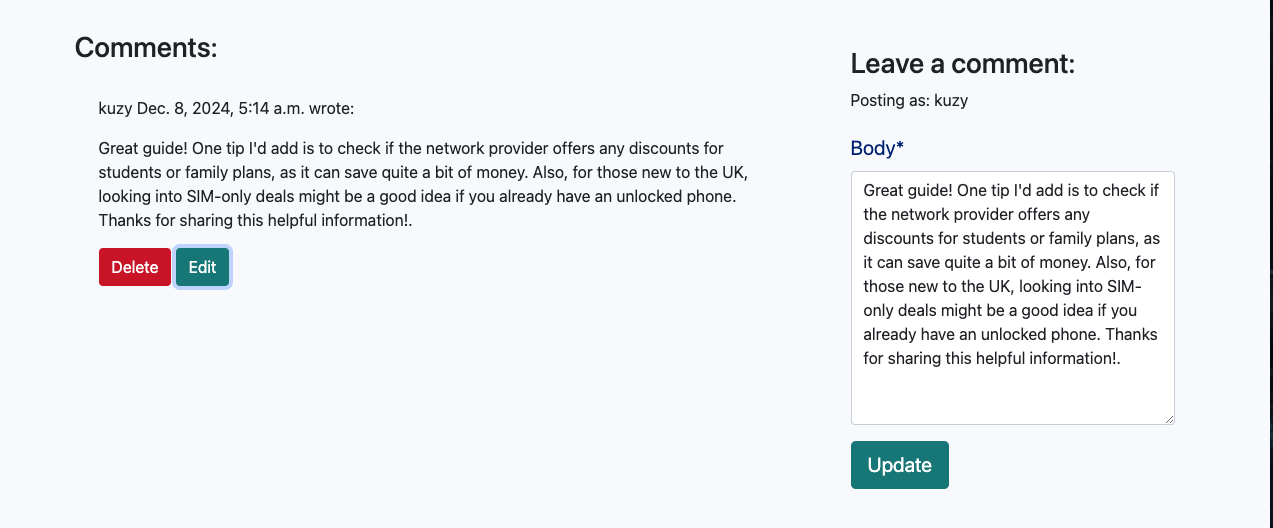 Comments:
kuzy Dec. 8, 2024, 5:14 a.m. wrote:
Great guide! One tip I'd add is to check if the network provider offers any discounts for
students or family plans, as it can save quite a bit of money. Also, for those new to the UK,
looking into SIM-only deals might be a good idea if you already have an unlocked phone.
Thanks for sharing this helpful information!.
Delete Edit
Leave a comment:
Posting as: kuzy
Body*
Great guide! One tip I'd add is to check if
the network provider offers any
discounts for students or family plans, as
it can save quite a bit of money. Also, for
those new to the UK, looking into SIM-
only deals might be a good idea if you
already have an unlocked phone. Thanks
for sharing this helpful information!.
Update